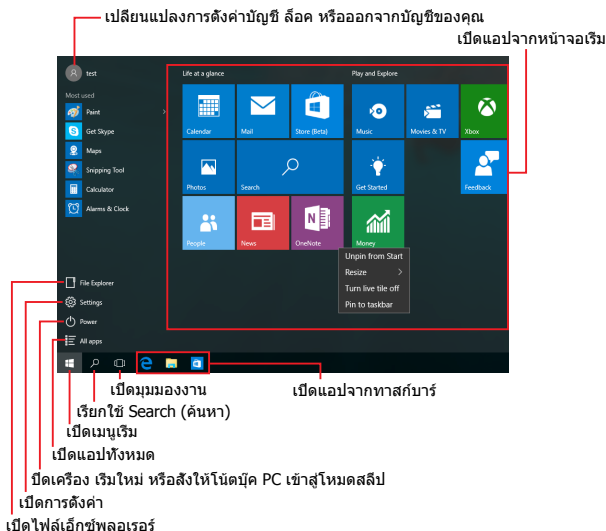 เปลี่ยนแปลงการตั้งค่าบัญชี ล็อค หรือออกจากบัญชีของคุณ
เปิดแอปจากหน้าจอเริ่ม
test
Life at a glance
Play and Explore
Most used
Paint
Get Skype
Maps
Snipping Tool
Calculator
Alarms & Clock
Calendar
Mail
Store (Beta)
Music
Movies & TV
Xbox
Photos
Search
Get Started
Feedback
People
News
OneNote
Money
Unpin from Start
Resize
Turn live tile off
Pin to taskbar
File Explorer
Settings
Power
All apps
เปิดมุมมองงาน
เปิดแอปจากทาสก์บาร์
เรียกใช้ Search (ค้นหา)
เปิดเมนูเริ่ม
เปิดแอปทั้งหมด
ปิดเครื่อง เริ่มใหม่ หรือสั่งให้โน้ตบุ๊ค PC เข้าสู่โหมดสลีป
เปิดการตั้งค่า
เปิดไฟล์เอ็กซ์พลอเรอร์